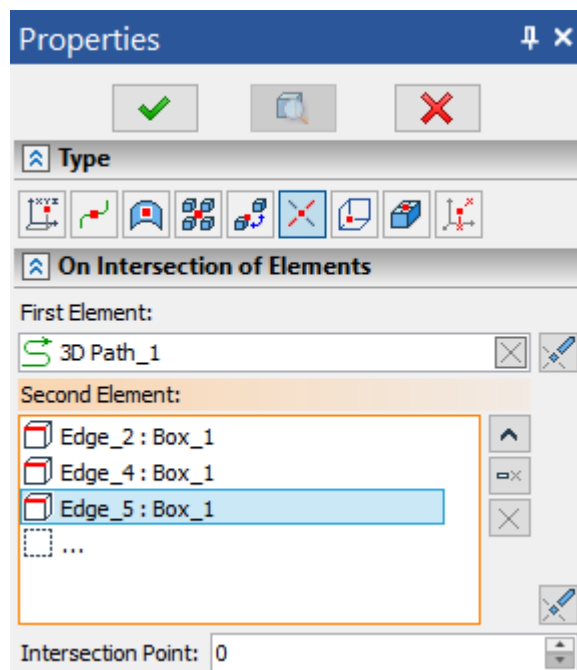 Properties
Type
On Intersection of Elements
First Element:
3D Path_1
Second Element:
Edge_2 : Box_1
Edge_4 : Box_1
Edge_5 : Box_1
...
Intersection Point: 0